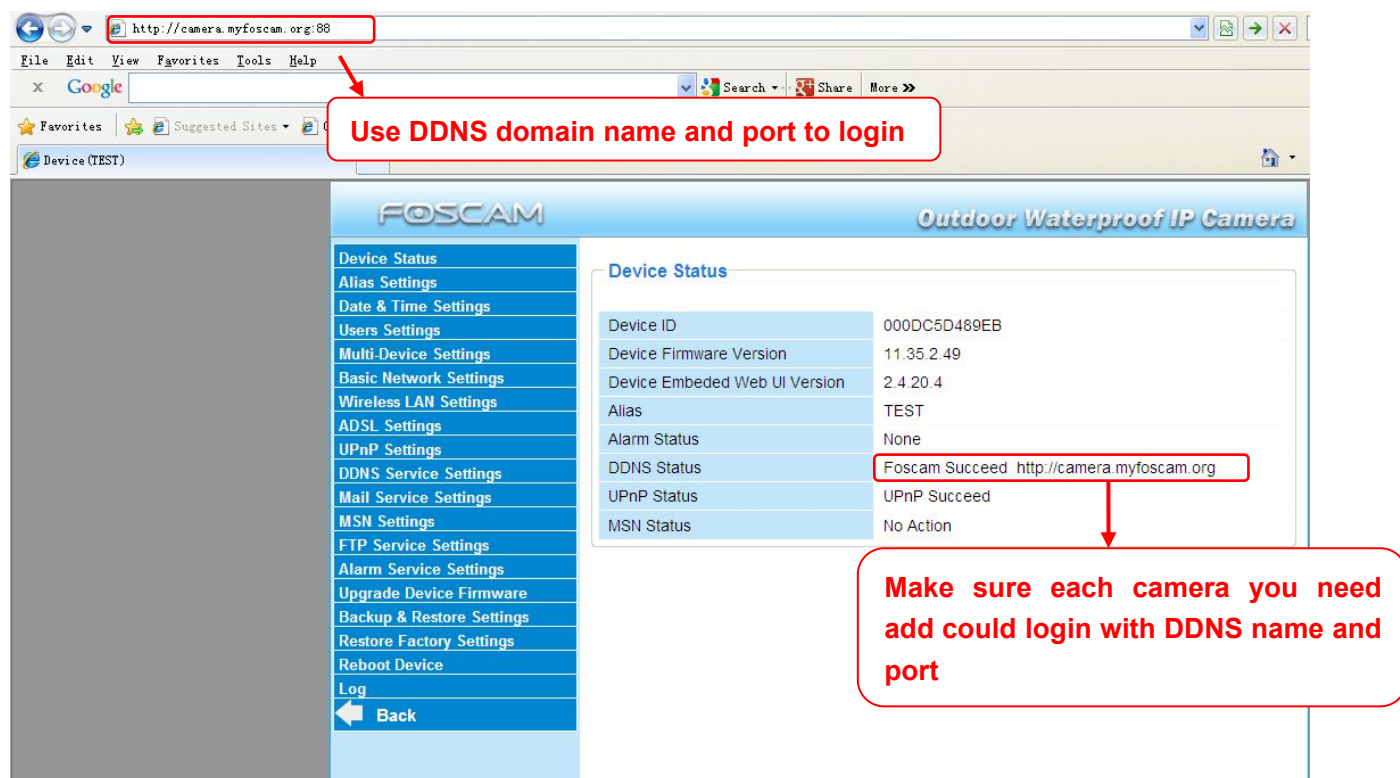 http://camera.myfoscam.org:88
File Edit View Favorites Tools Help
x Google Search Share More »
Favorites Suggested Sites
Use DDNS domain name and port to login
Device(TEST)
FOSCAM
Outdoor Waterproof IP Camera
Device Status
Alias Settings
Date & Time Settings
Users Settings
Multi-Device Settings
Basic Network Settings
Wireless LAN Settings
ADSL Settings
UPnP Settings
DDNS Service Settings
Mail Service Settings
MSN Settings
FTP Service Settings
Alarm Service Settings
Upgrade Device Firmware
Backup & Restore Settings
Restore Factory Settings
Reboot Device
Log
Back
Device Status
Device ID 000DC5D489EB
Device Firmware Version 11.35.2.49
Device Embeded Web UI Version 2.4.20.4
Alias TEST
Alarm Status None
DDNS Status Foscam Succeed http://camera.myfoscam.org
UPnP Status UPnP Succeed
MSN Status No Action
Make sure each camera you need
add could login with DDNS name and
port